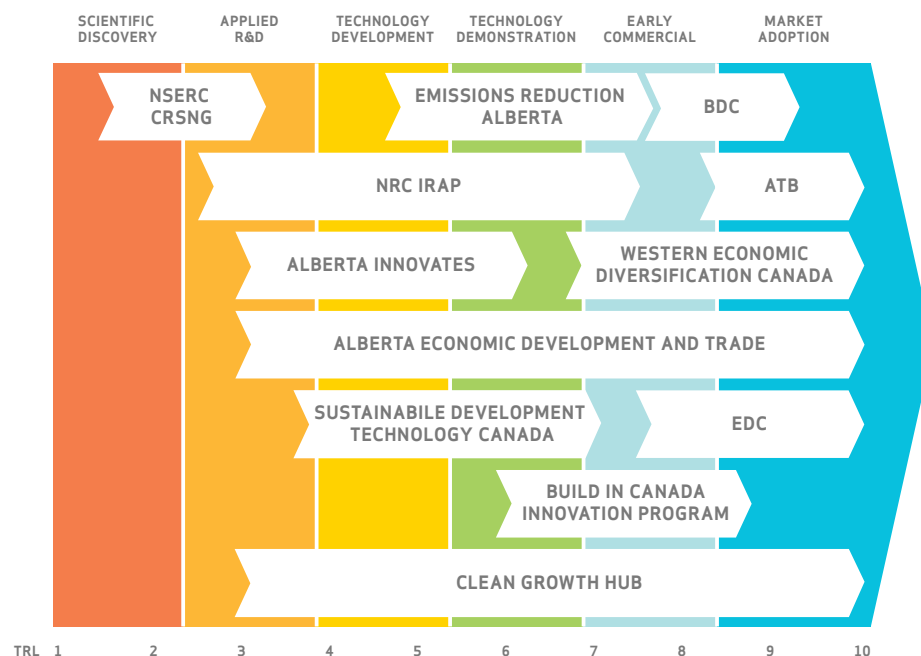 SCIENTIFIC
DISCOVERY
APPLIED
R&D
TECHNOLOGY
DEVELOPMENT
TECHNOLOGY
DEMONSTRATION
EARLY
COMMERCIAL
MARKET
ADOPTION
NSERC
CRSNG
EMISSIONS REDUCTION
ALBERTA
BDC
NRC IRAP
ATB
ALBERTA INNOVATES
WESTERN ECONOMIC
DIVERSIFICATION CANADA
ALBERTA ECONOMIC DEVELOPMENT AND TRADE
SUSTAINABILE DEVELOPMENT
TECHNOLOGY CANADA
EDC
BUILD IN CANADA
INNOVATION PROGRAM
CLEAN GROWTH HUB
TRL 1 2 3 4 5 6 7 8 9 10